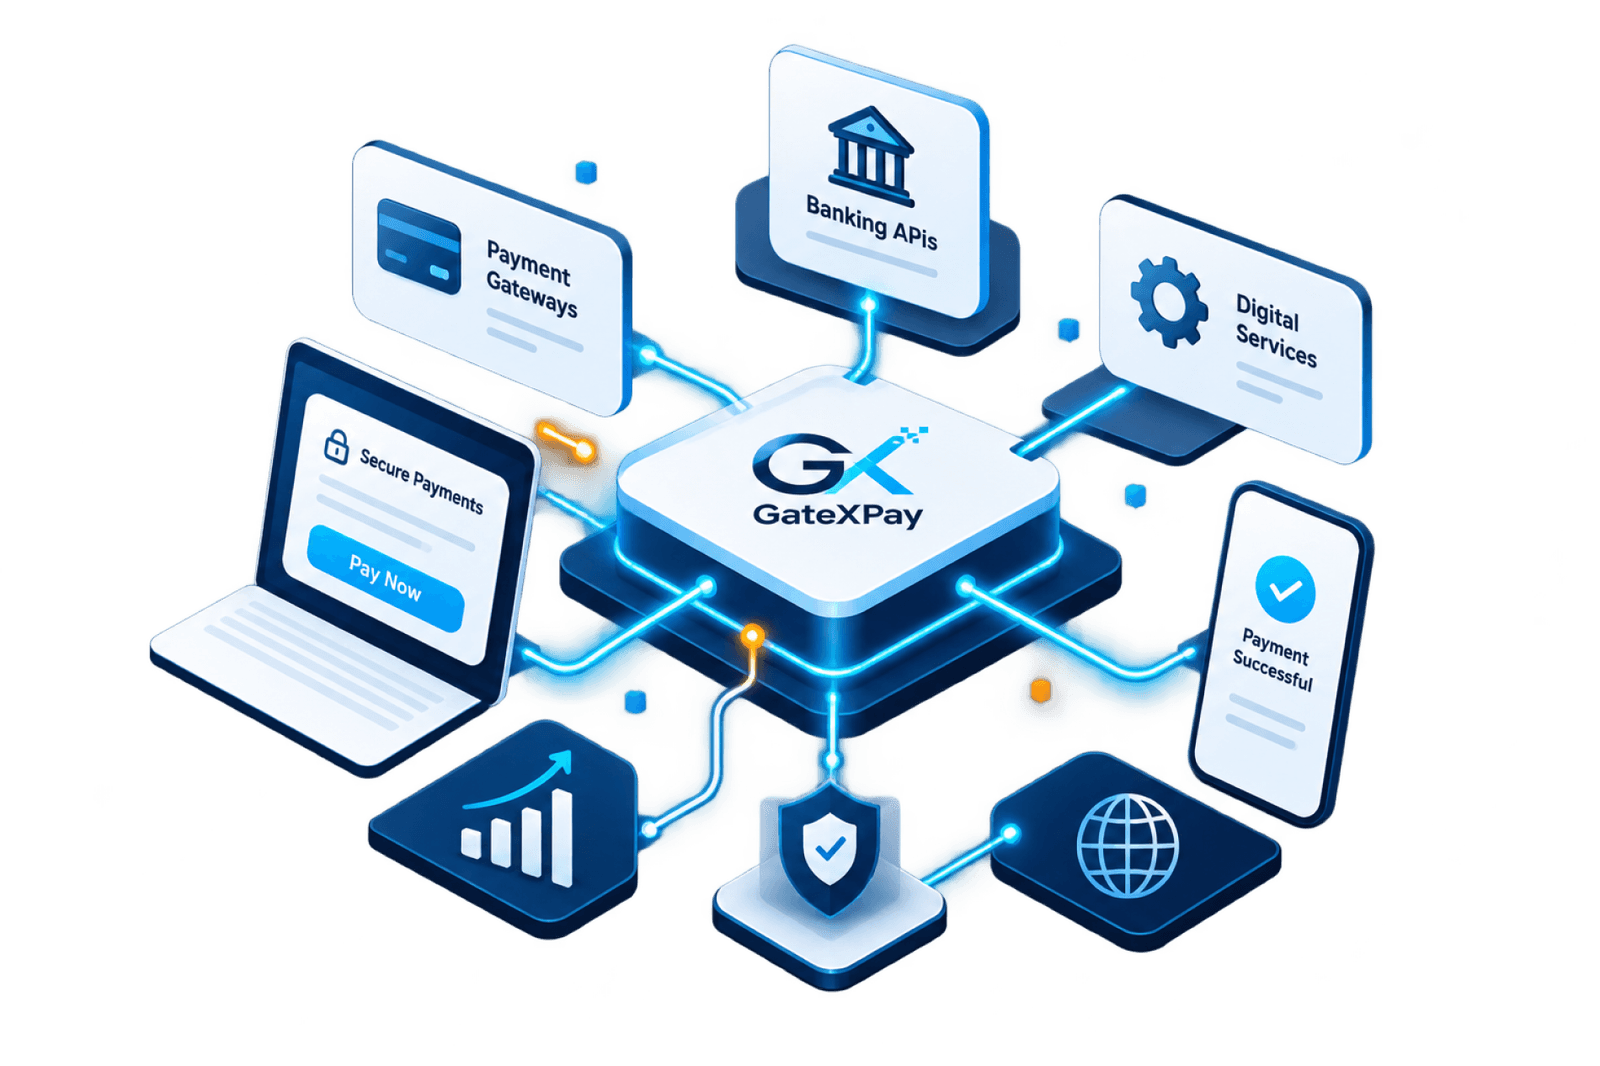 Banking APIs
Payment
Gateways
Digital
Services
Secure Payments
Pay Now
GX
GateXPay
Payment
Successful